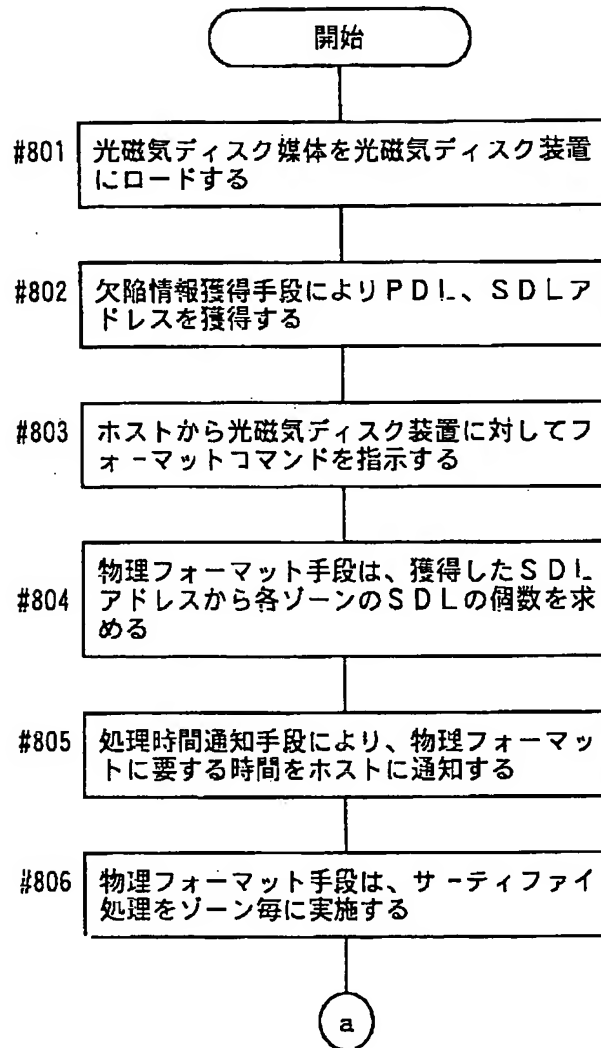 開始
#801 光磁気ディスク媒体を光磁気ディスク装置
にロードする
#802 欠陥情報獲得手段によりPDL、SDLア
ドレスを獲得する
#803 ホストから光磁気ディスク装置に対してフ
ォーマットコマンドを指示する
物理フォーマット手段は、獲得したSDL
#804 アドレスから各ゾーンのSDLの個数を求
める
#805 処理時間通知手段により、物理フォーマッ
トに要する時間をホストに通知する
#806 物理フォーマット手段は、サーティファイ
処理をゾーン毎に実施する
a